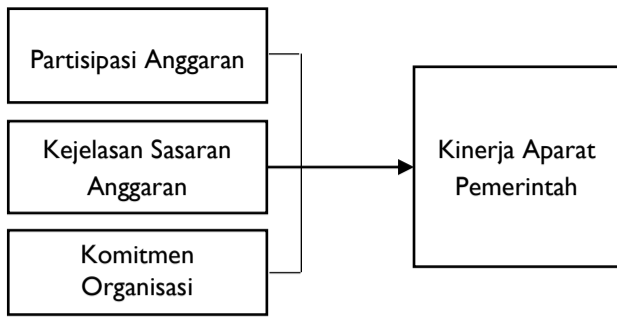 Partisipasi Anggaran
Kejelasan Sasaran
Anggaran
Komitmen
Organisasi
Kinerja Aparat
Pemerintah